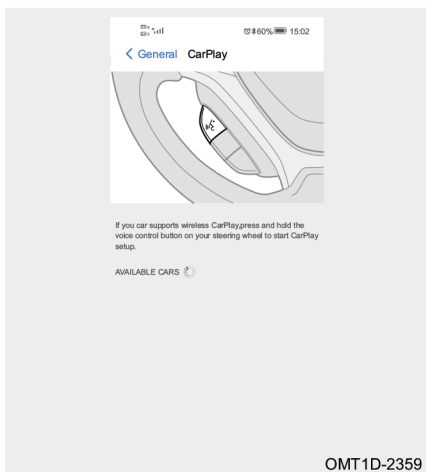 60% 15:02
General CarPlay
If you car supports wireless CarPlay,press and hold the
voice control button on your steering wheel to start CarPlay
setup.
AVAILABLE CARS
OMT1D-2359